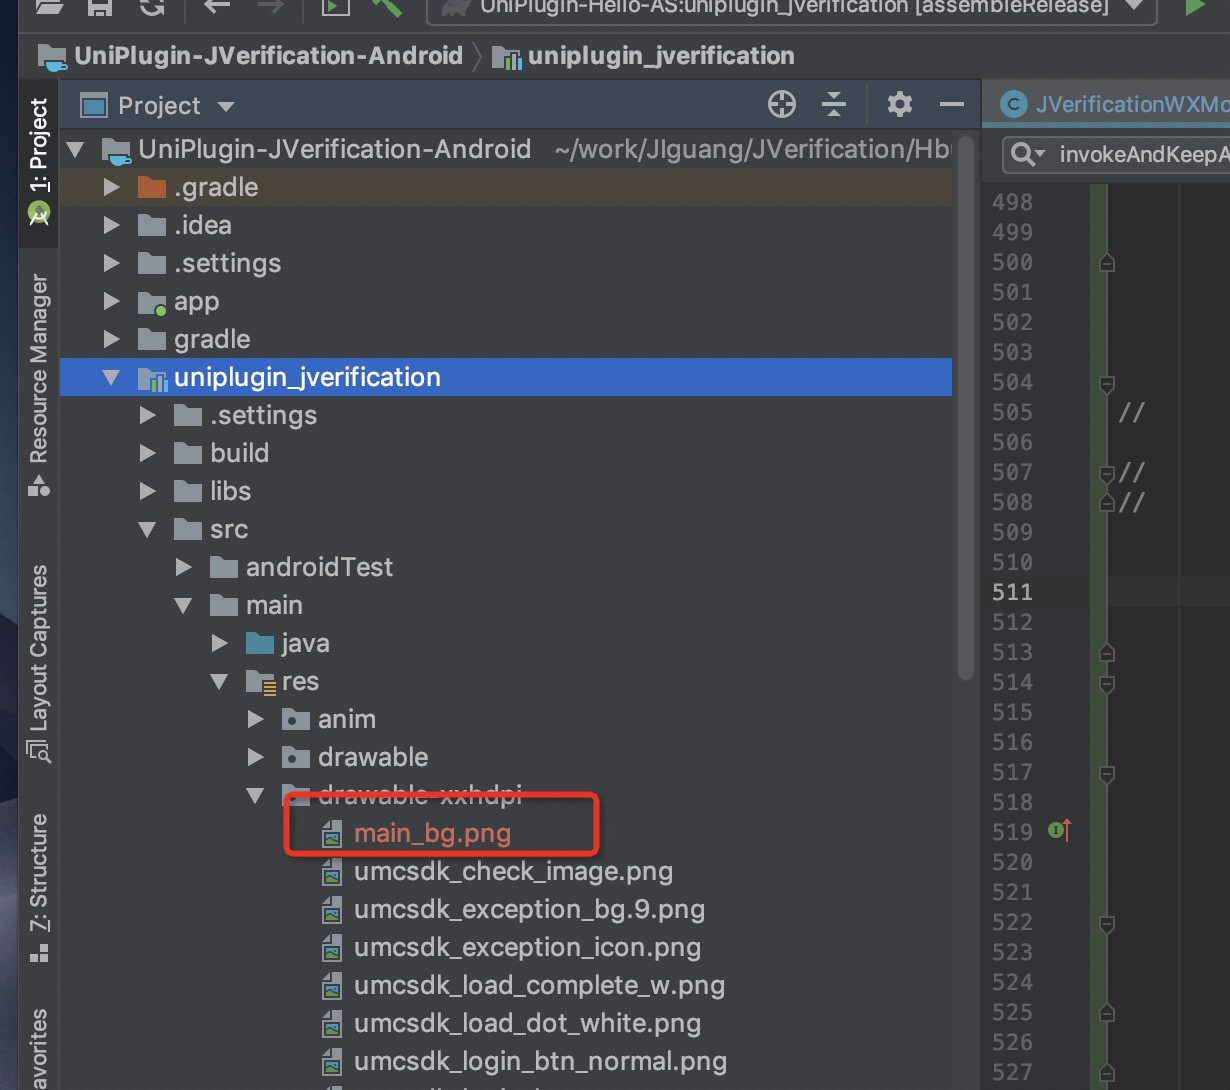 UniPlugin-Hello-AS:uniplugin_jverification [assembleRelease]
UniPlugin-JVerification-Android
uniplugin_jverification
Project
JVerificationWXMo
UniPlugin-JVerification-Android ~/work/JIguang/JVerification/Hbu
invokeAndKeepA
.gradle
.idea
.settings
app
gradle
uniplugin_jverification
.settings
build
libs
src
androidTest
main
java
res
anim
drawable
drawable-xxhdpi
main_bg.png
umcsdk_check_image.png
umcsdk_exception_bg.9.png
umcsdk_exception_icon.png
umcsdk_load_complete_w.png
umcsdk_load_dot_white.png
umcsdk_login_btn_normal.png
1: Project
Resource Manager
Layout Captures
7: Structure
avorites
498
499
500
501
502
503
504
505 //
506
507 //
508 //
509
510
511
512
513
514
515
516
517
518
519
520
521
522
523
524
525
526
527